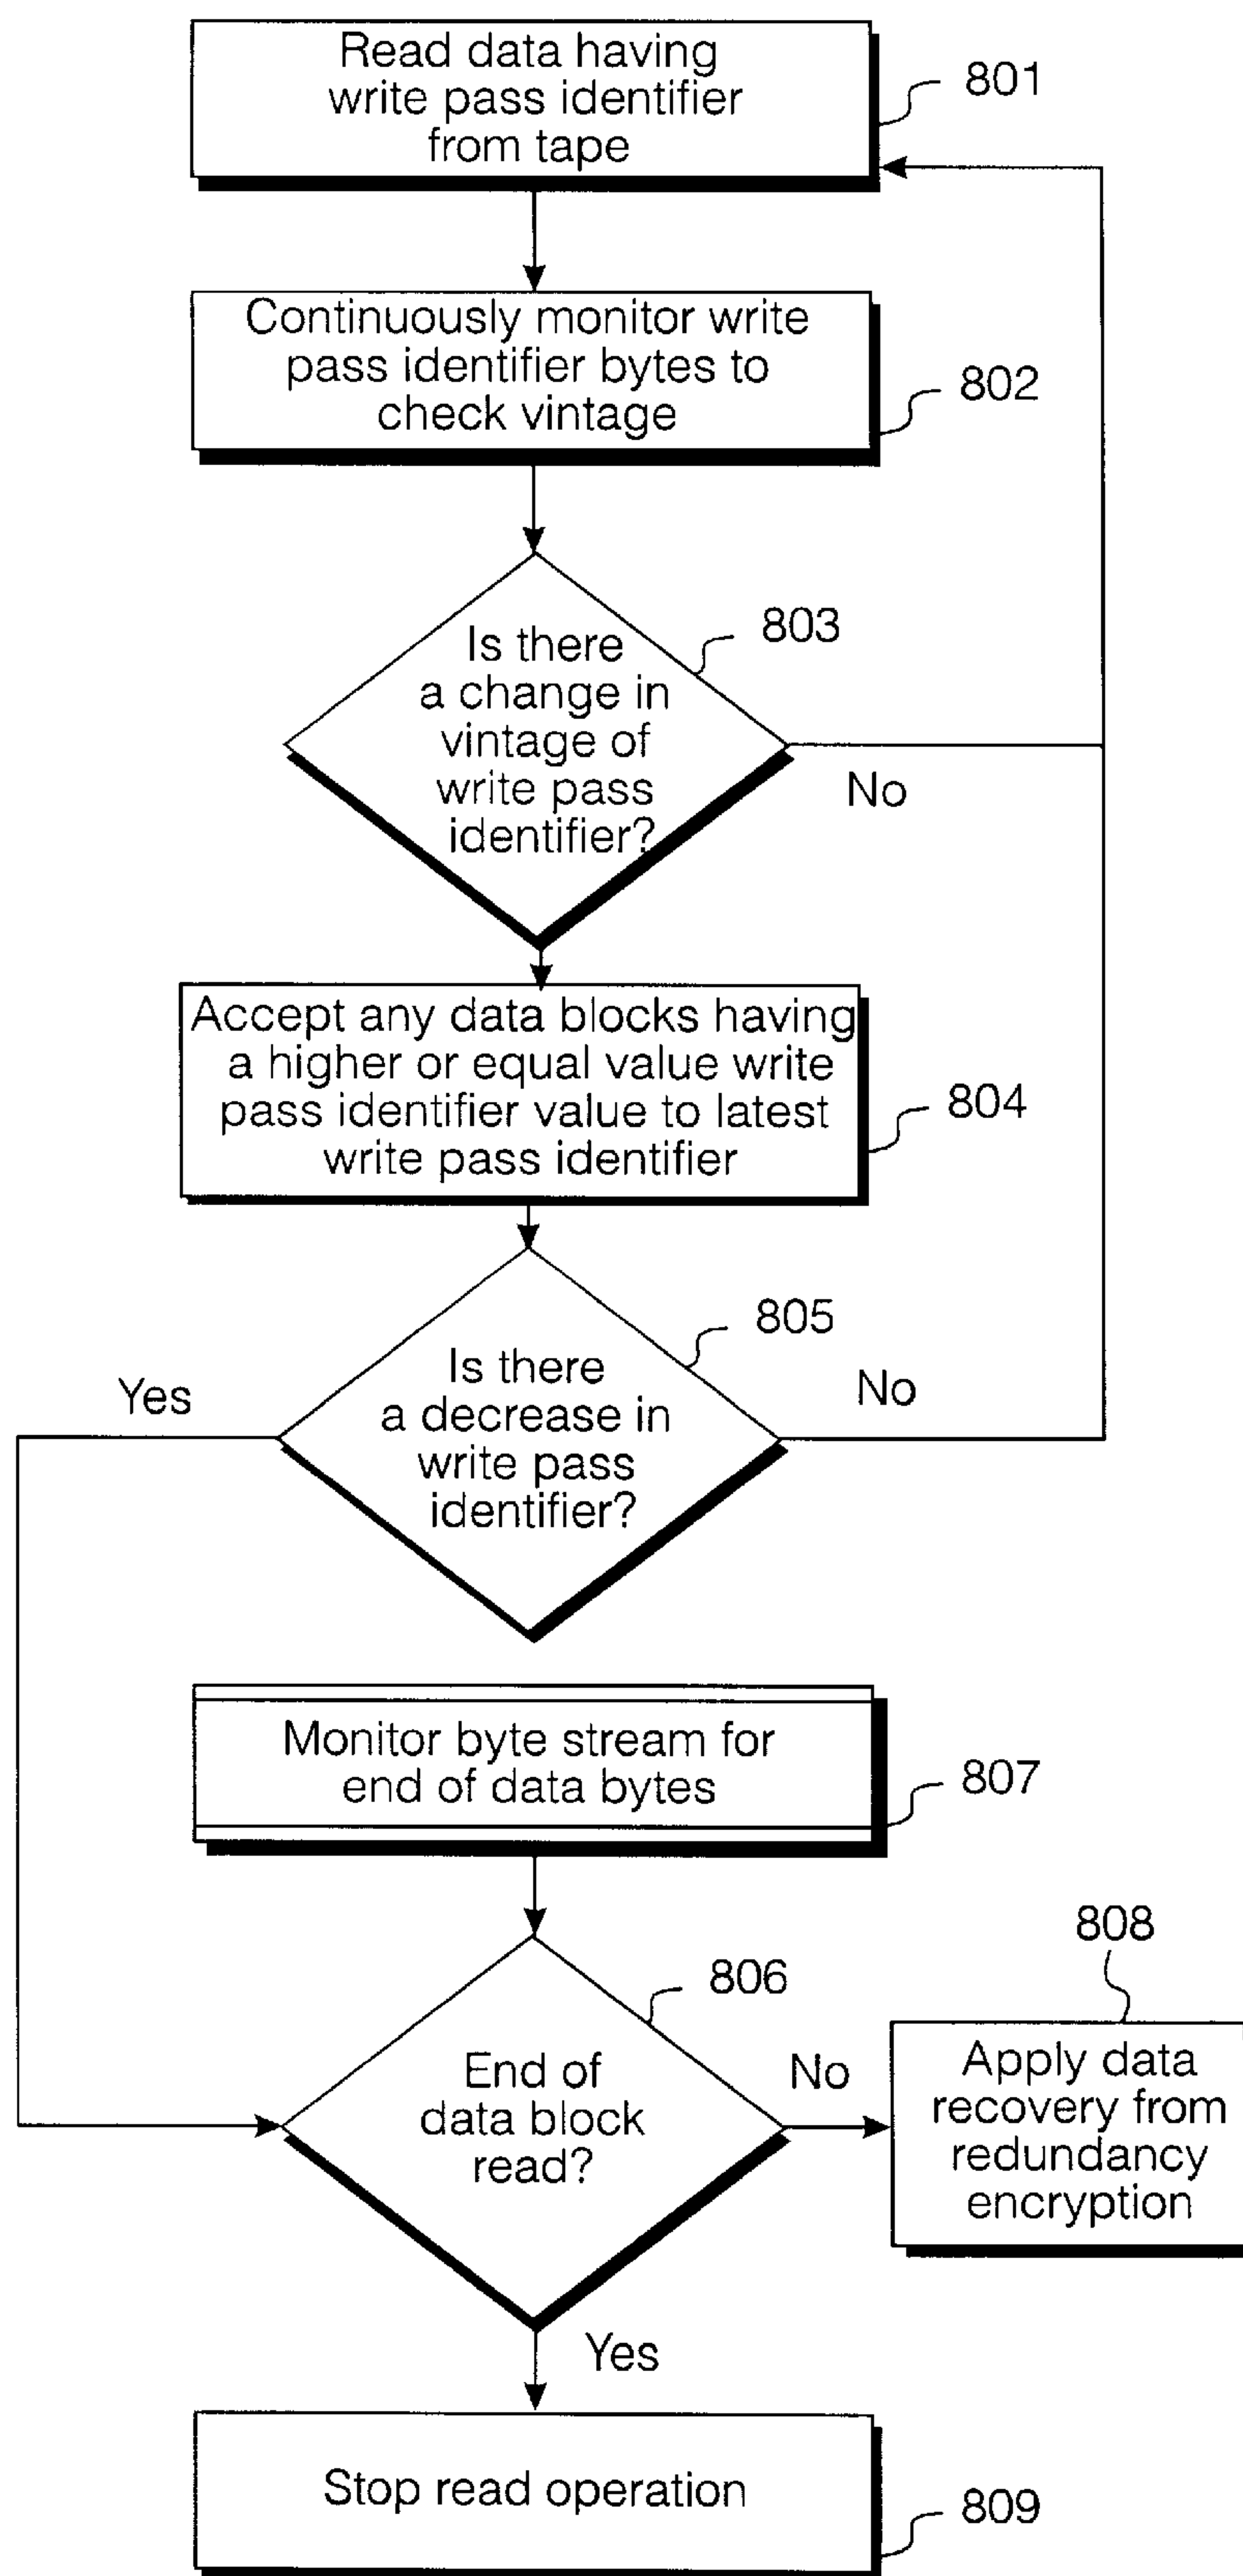 Read data having
write pass identifier
from tape
801
Continuously monitor write
pass identifier bytes to
check vintage
802
803
Is there
a change in
vintage of
write pass
identifier?
No
Accept any data blocks having
a higher or equal value write
pass identifier value to latest
write pass identifier
804
805
Is there
a decrease in
write pass
identifier?
Yes
No
Monitor byte stream for
end of data bytes
807
806
End of
data block
read?
No
808
Apply data
recovery from
redundancy
encryption
Yes
Stop read operation
809